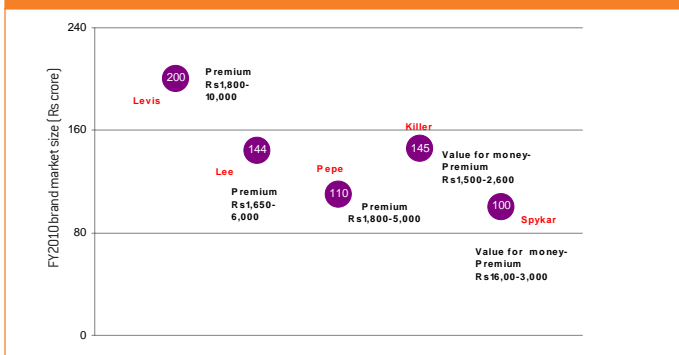 240
FY2010 brand market size (Rs crore)
200
Premium
Rs1,800-
10,000
Levis
160
Killer
144
145
Value for money-
Premium
Rs1,500-2,600
Lee
Pepe
Premium
Rs1,650-
6,000
110
Premium
Rs1,800-5,000
100
Spykar
80
Value for money-
Premium
Rs16,00-3,000
0